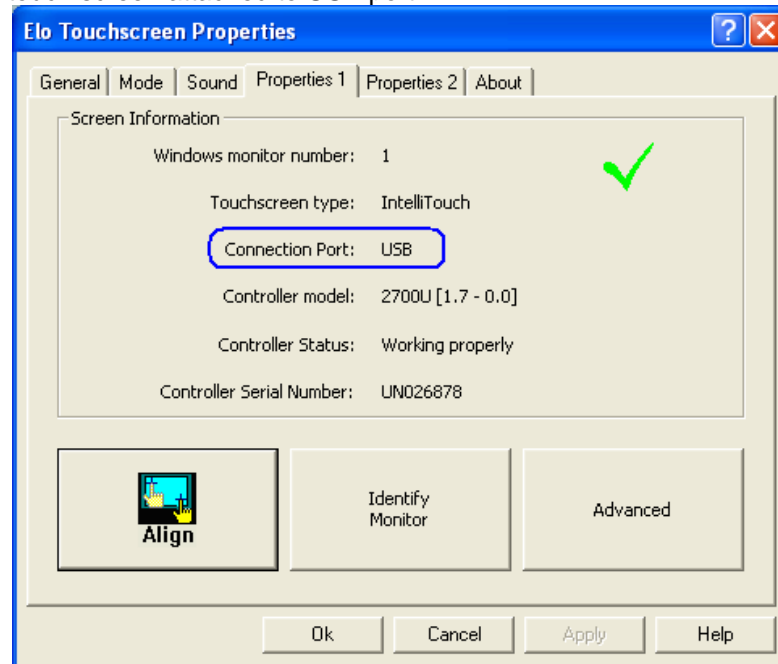 Elo Touchscreen Properties
General Mode Sound Properties 1 Properties 2 About
Screen Information
Windows monitor number: 1
Touchscreen type: IntelliTouch
Connection Port: USB
Controller model: 2700U [1.7 - 0.0]
Controller Status: Working properly
Controller Serial Number: UN026878
Align
Identify
Monitor
Advanced
Ok Cancel Apply Help